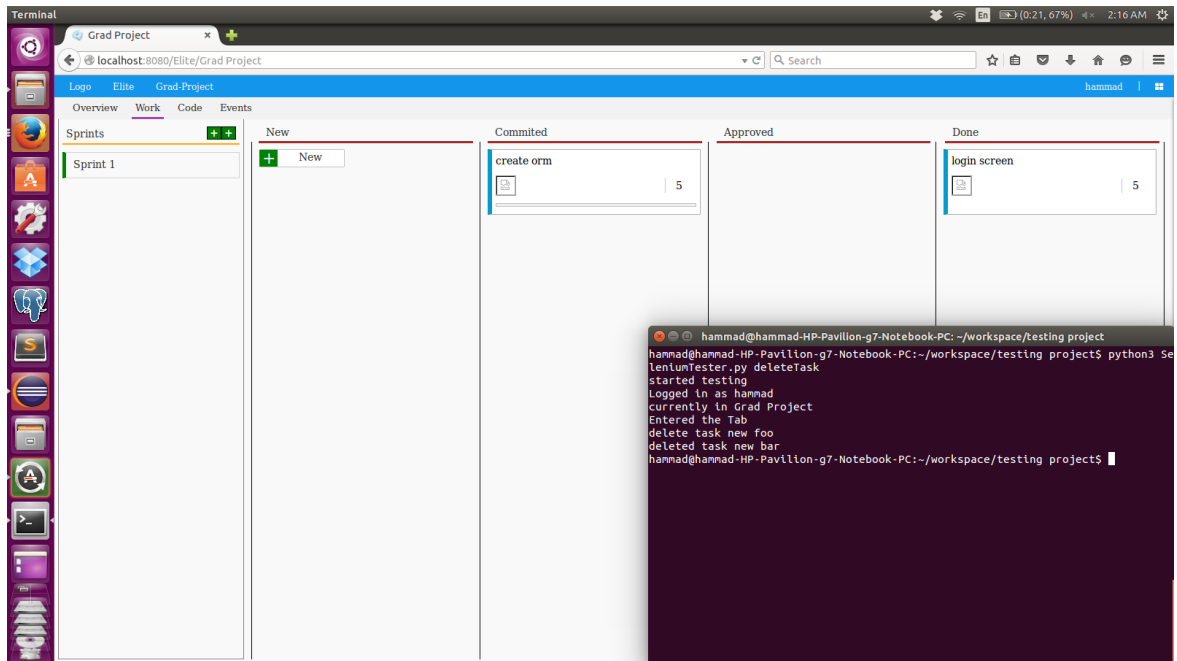 Terminal
En (0:21, 67%) 2:16 AM
Grad Project × +
localhost:8080/Elite/Grad Project
Search
Logo Elite Grad-Project hammad
Overview Work Code Events
Sprints + + New Commited Approved Done
Sprint 1
+ New
create orm
5
login screen
5
hammad@hammad-HP-Pavilion-g7-Notebook-PC: ~/workspace/testing project
hammad@hammad-HP-Pavilion-g7-Notebook-PC:~/workspace/testing project$ python3 Se
leniumTester.py deleteTask
started testing
Logged in as hammad
currently in Grad Project
Entered the Tab
delete task new foo
deleted task new bar
hammad@hammad-HP-Pavilion-g7-Notebook-PC:~/workspace/testing project$